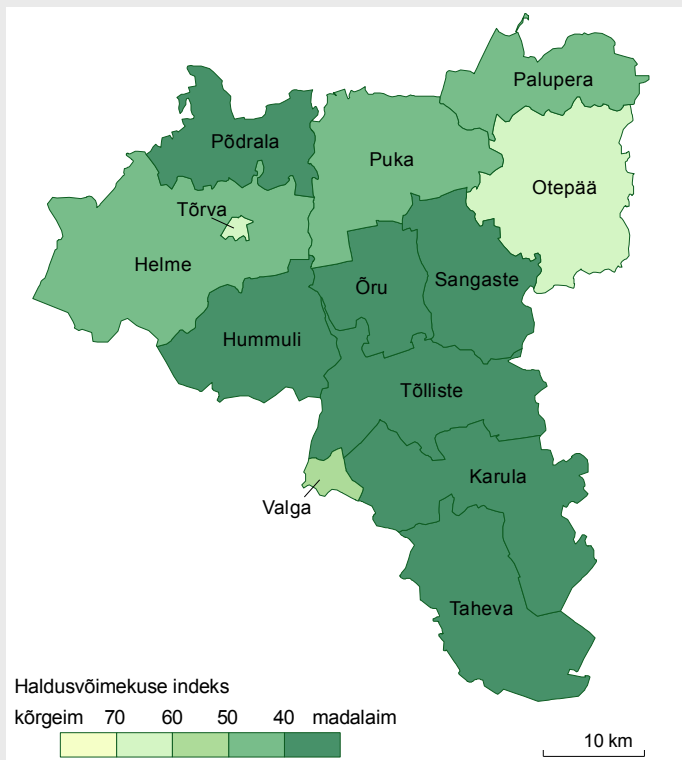 Palupera
Põdrala
Puka
Otepää
Tõrva
Helme
Õru
Sangaste
Hummuli
Tõlliste
Karula
Valga
Taheva
Haldusvõimekuse indeks
kõrgeim 70 60 50 40 madalaim
10 km